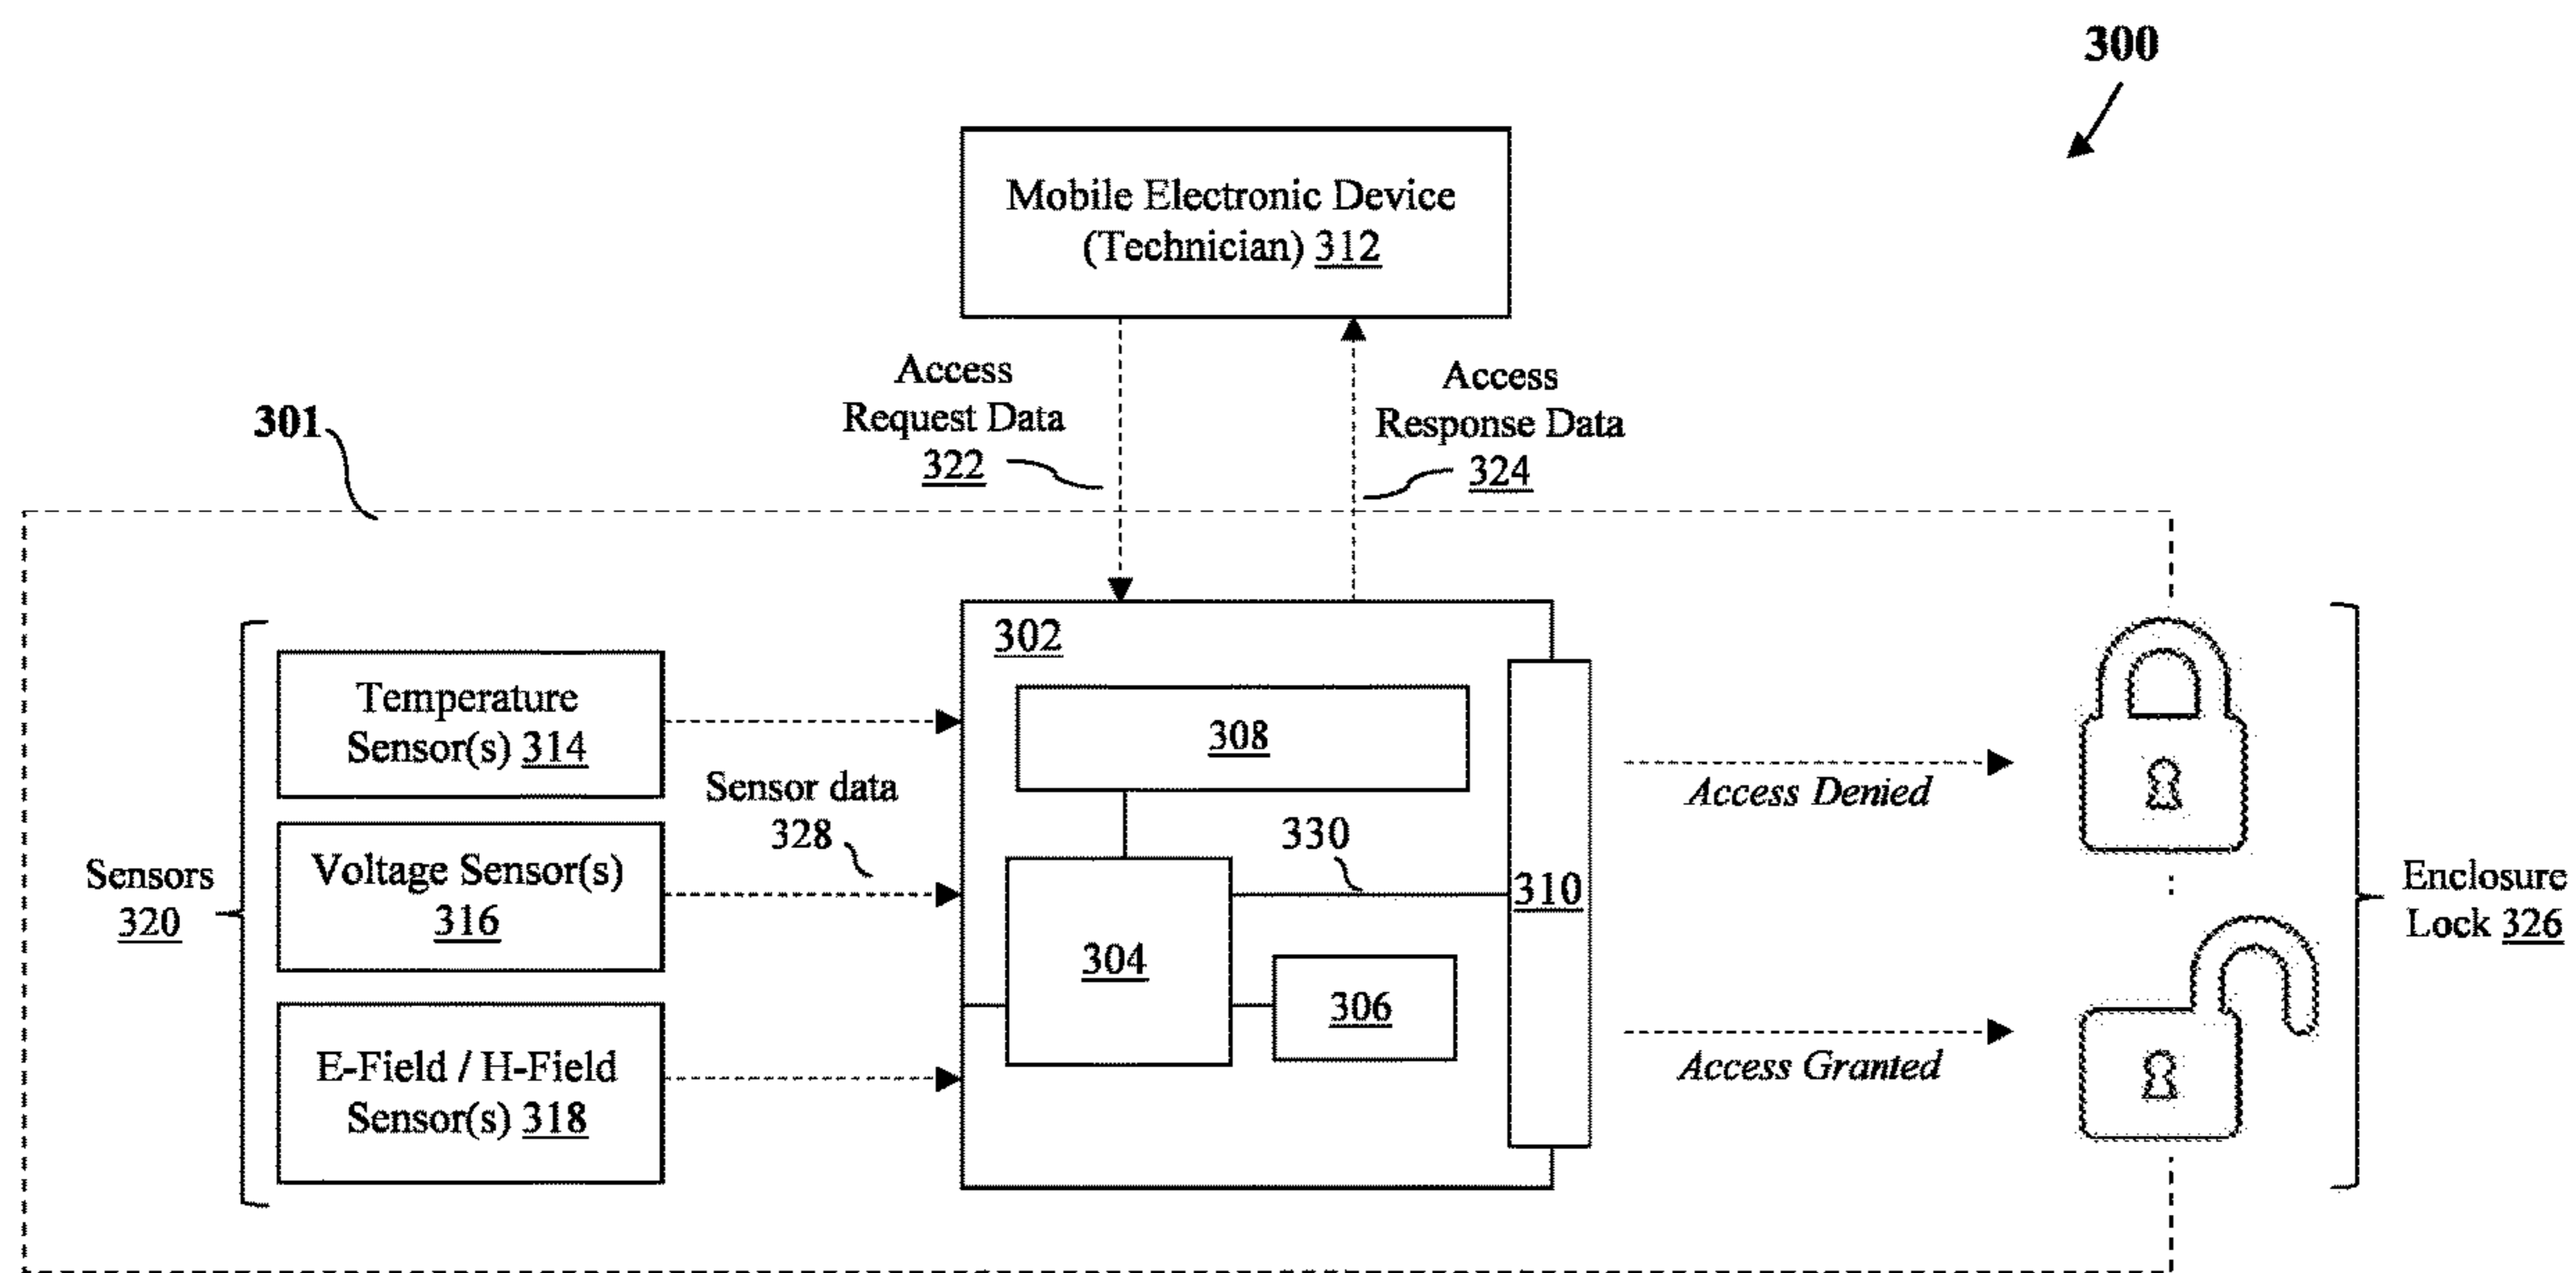 300
Mobile Electronic Device
(Technician) 312
Access
Request Data
322
Access
Response Data
324
301
302
Temperature
Sensor(s) 314
308
Sensor data
328
Access Denied
Sensors
320
Voltage Sensor(s)
316
330
310
304
306
Enclosure
Lock 326
E-Field / H-Field
Sensor(s) 318
Access Granted